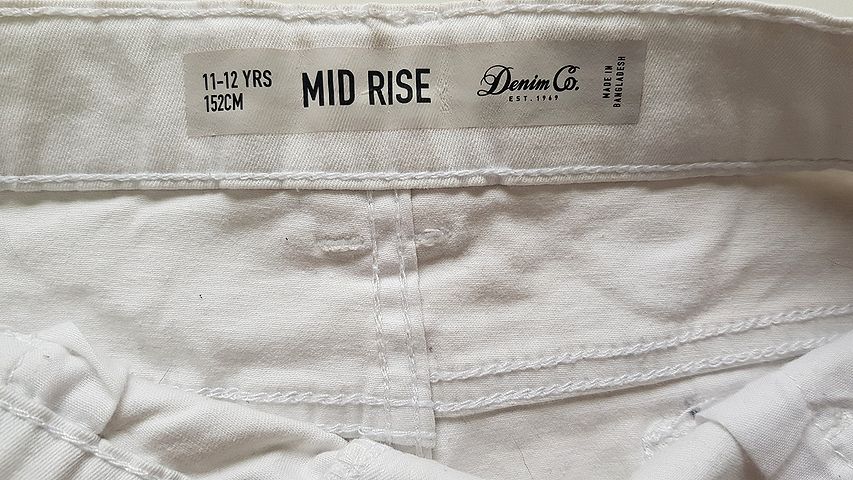 11-12 YRS
152CM
MID RISE
Denim Co.
EST. 1969
MADE IN
BANGLADESH